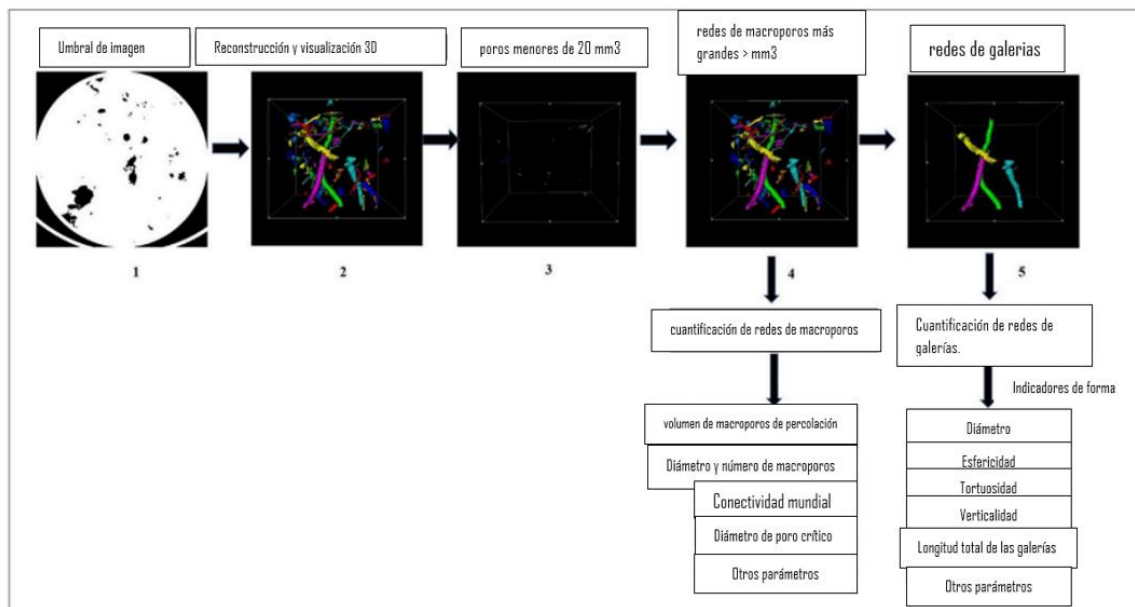 Umbral de imagen
Reconstrucción y visualización 3D
poros menores de 20 mm3
redes de macroporos más
grandes > mm3
redes de galerias
1
2
3
4
5
cuantificación de redes de macroporos
Cuantificación de redes de
galerías.
Indicadores de forma
volumen de macroporos de percolación
Diámetro y número de macroporos
Conectividad mundial
Diámetro de poro crítico
Otros parámetros
Diámetro
Esfericidad
Tortuosidad
Verticalidad
Longitud total de las galerías
Otros parámetros